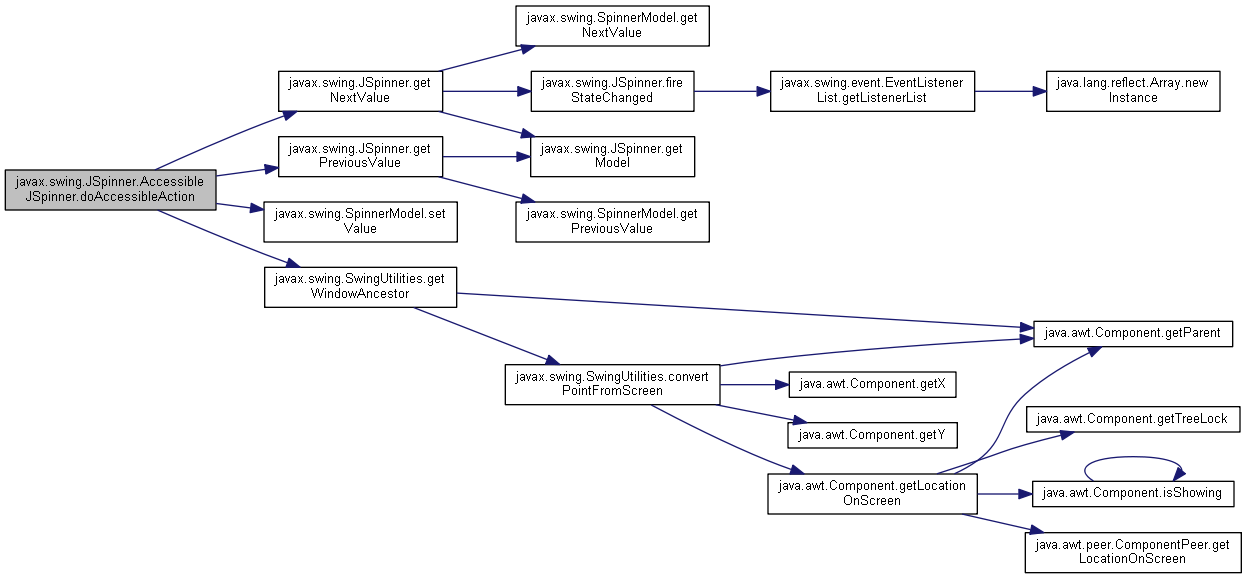 javax.swing.SpinnerModel.get
NextValue
javax.swing.JSpinner.get
NextValue
javax.swing.JSpinner.fire
StateChanged
javax.swing.event.EventListener
List.getListenerList
java.lang.reflect.Array.new
Instance
javax.swing.JSpinner.get
PreviousValue
javax.swing.JSpinner.get
Model
javax.swing.JSpinner.Accessible
JSpinner.doAccessibleAction
javax.swing.SpinnerModel.set
Value
javax.swing.SpinnerModel.get
PreviousValue
javax.swing.SwingUtilities.get
WindowAncestor
java.awt.Component.getParent
javax.swing.SwingUtilities.convert
PointFromScreen
java.awt.Component.getX
java.awt.Component.getTreeLock
java.awt.Component.getY
java.awt.Component.getLocation
OnScreen
java.awt.Component.isShowing
java.awt.peer.ComponentPeer.get
LocationOnScreen